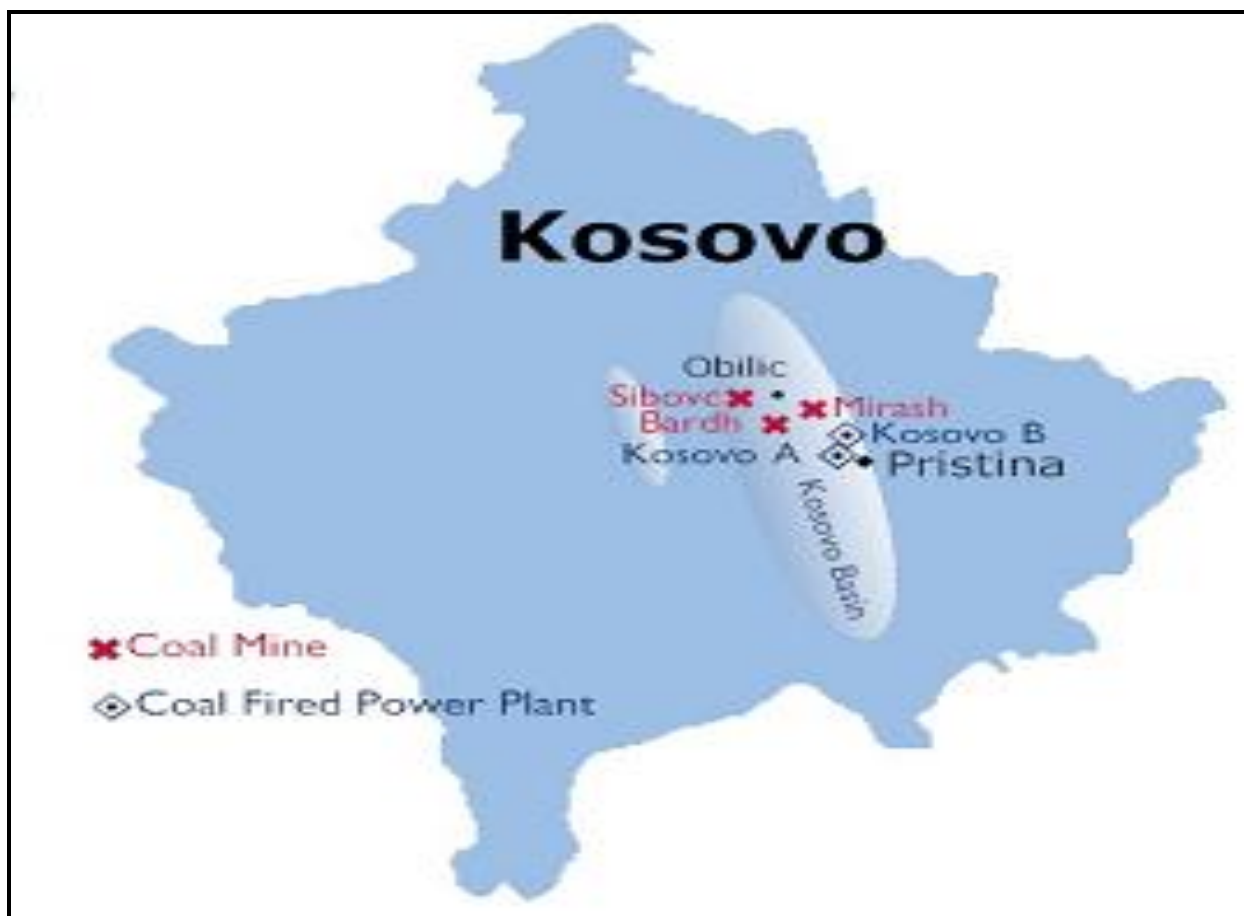 Kosovo
Obilic
Sibovc
Mirash
Bardh
Kosovo B
Kosovo A
Pristina
Kosovo Basin
Coal Mine
Coal Fired Power Plant